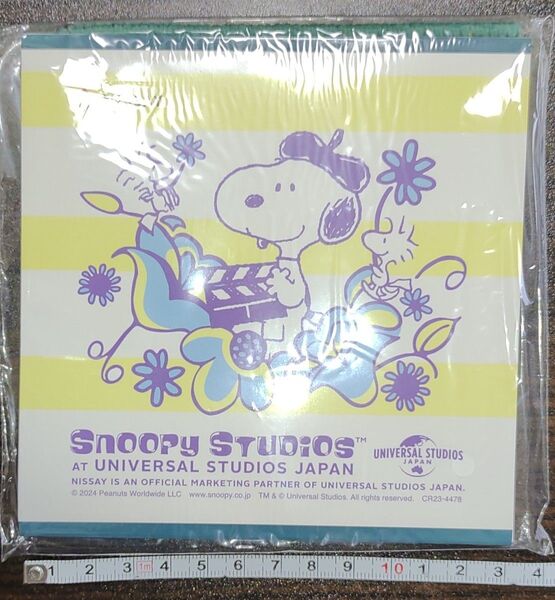 SNOOPY STUDIOS™
AT UNIVERSAL STUDIOS JAPAN
UNIVERSAL STUDIOS
JAPAN
NISSAY IS AN OFFICIAL MARKETING PARTNER OF UNIVERSAL STUDIOS JAPAN.
© 2024 Peanuts Worldwide LLC www.snoopy.co.jp TM & © Universal Studios. All rights reserved. CR23-4478
1 2 3 1m 4 5 6 7 8 9 10 1 2 3 4